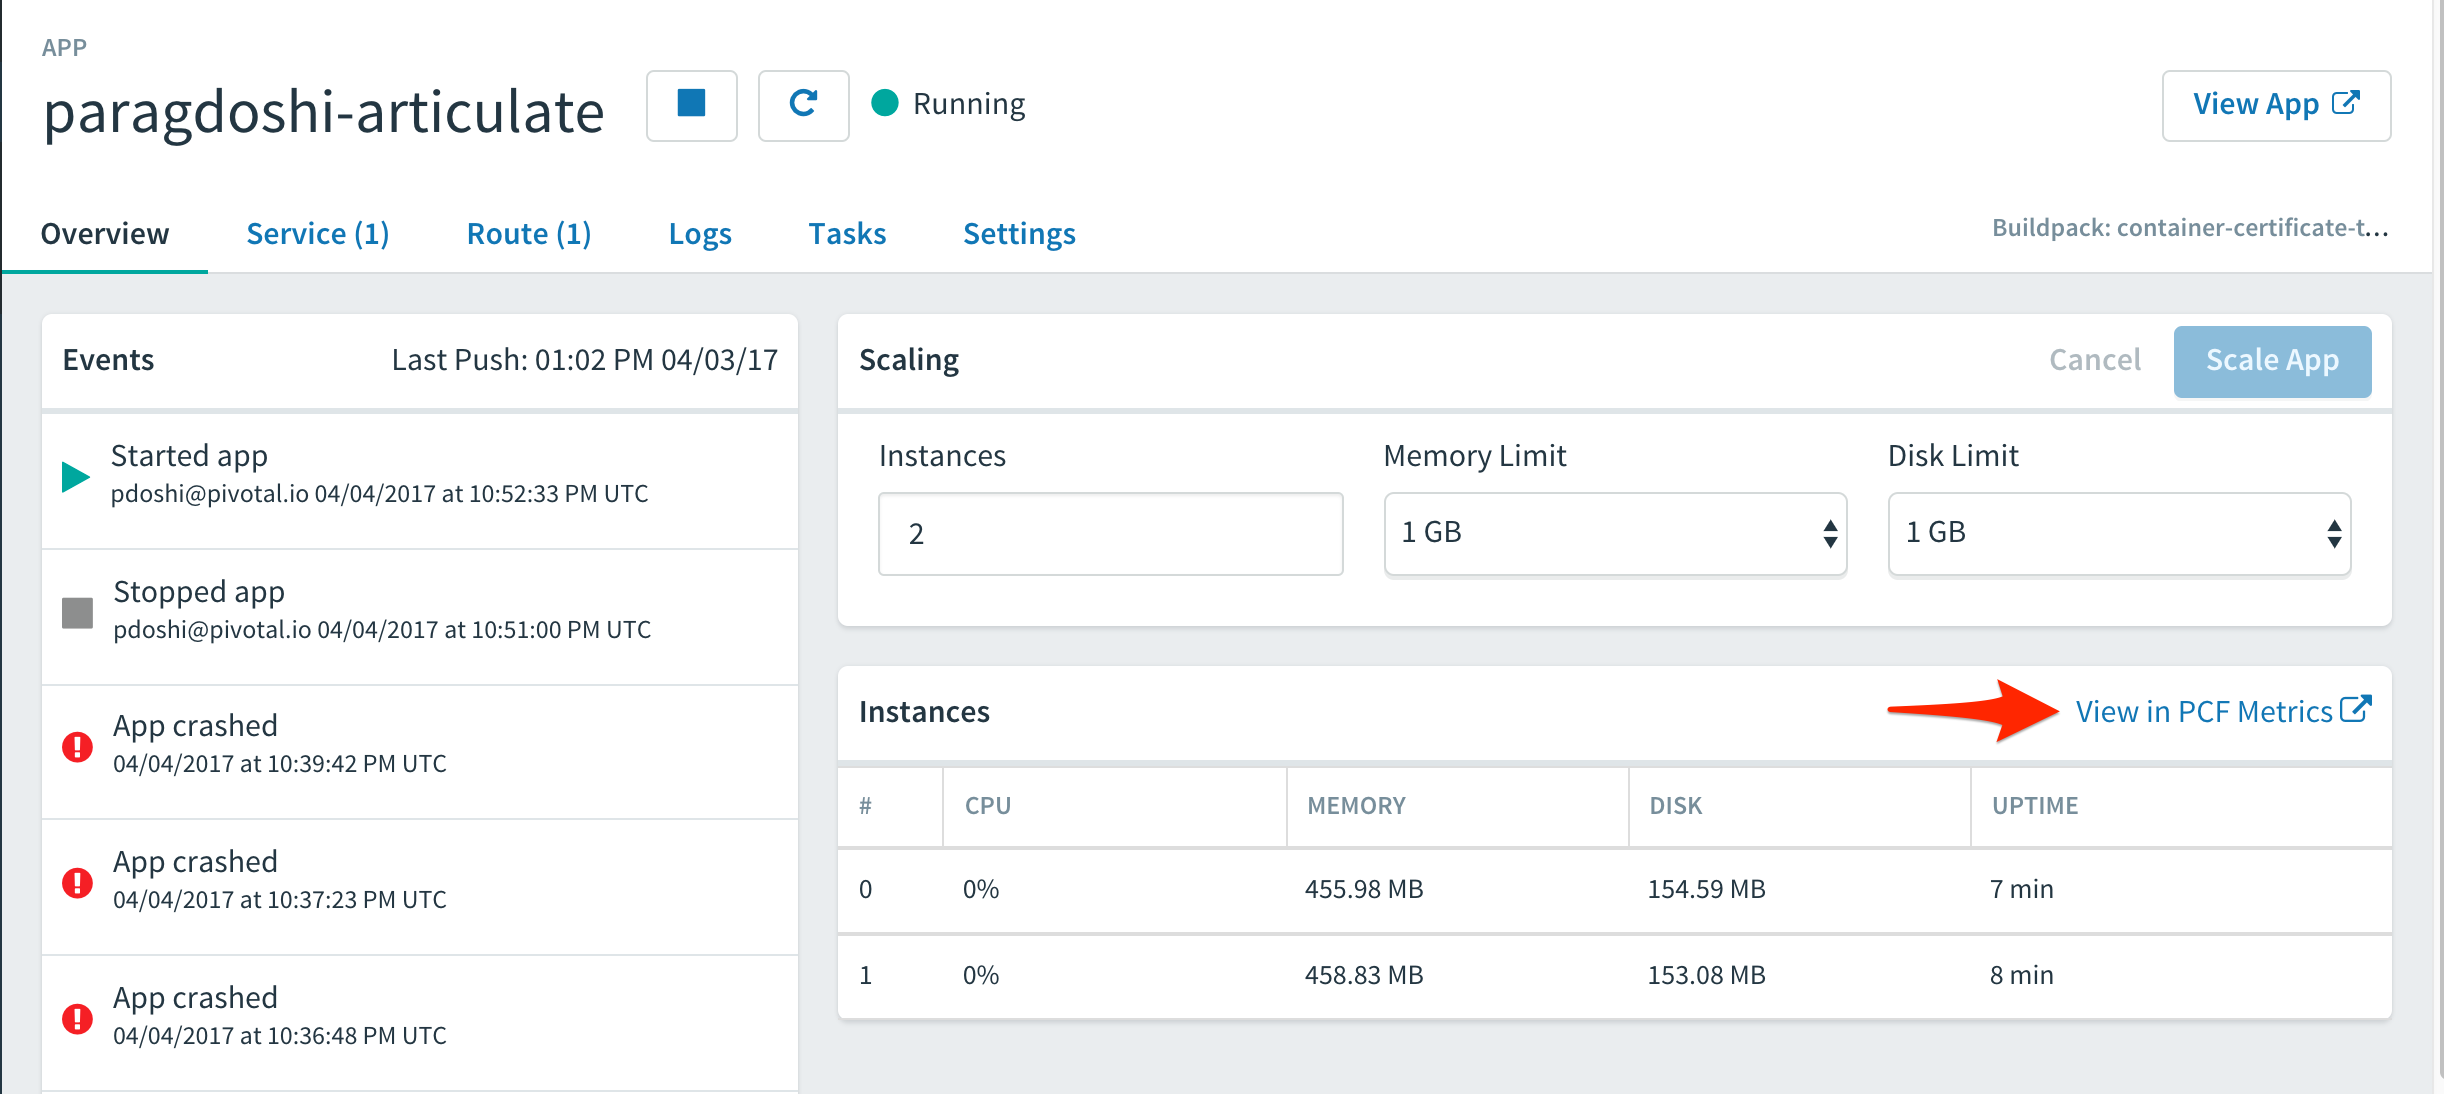 APP
paragdoshi-articulate
Running
View App
Overview
Service (1)
Route (1)
Logs
Tasks
Settings
Buildpack: container-certificate-t...
Events
Last Push: 01:02 PM 04/03/17
Started app
pdoshi@pivotal.io 04/04/2017 at 10:52:33 PM UTC
Stopped app
pdoshi@pivotal.io 04/04/2017 at 10:51:00 PM UTC
App crashed
04/04/2017 at 10:39:42 PM UTC
App crashed
04/04/2017 at 10:37:23 PM UTC
App crashed
04/04/2017 at 10:36:48 PM UTC
Scaling
Cancel
Scale App
Instances
Memory Limit
Disk Limit
2
1 GB
1 GB
Instances
View in PCF Metrics
# CPU MEMORY DISK UPTIME
0 0% 455.98 MB 154.59 MB 7 min
1 0% 458.83 MB 153.08 MB 8 min